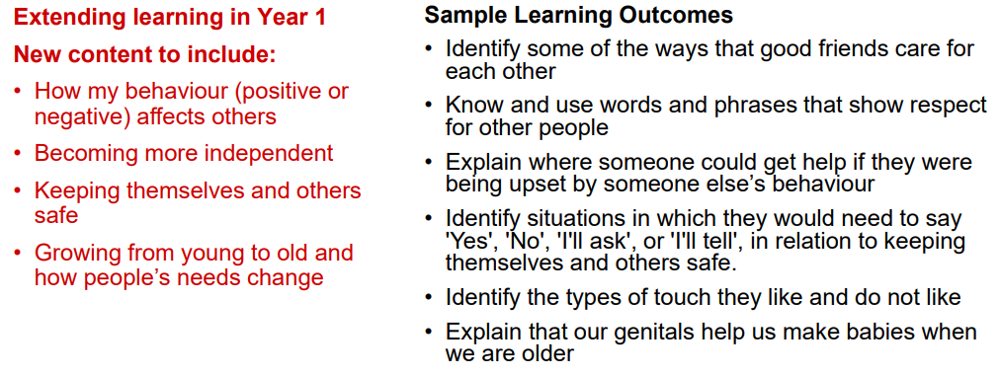 Extending learning in Year 1
New content to include:
• How my behaviour (positive or
negative) affects others
• Becoming more independent
• Keeping themselves and others
safe
• Growing from young to old and
how people's needs change
Sample Learning Outcomes
• Identify some of the ways that good friends care for
each other
• Know and use words and phrases that show respect
for other people
• Explain where someone could get help if they were
being upset by someone else's behaviour
• Identify situations in which they would need to say
'Yes', 'No', 'I'll ask', or 'I'll tell', in relation to keeping
themselves and others safe.
• Identify the types of touch they like and do not like
• Explain that our genitals help us make babies when
we are older